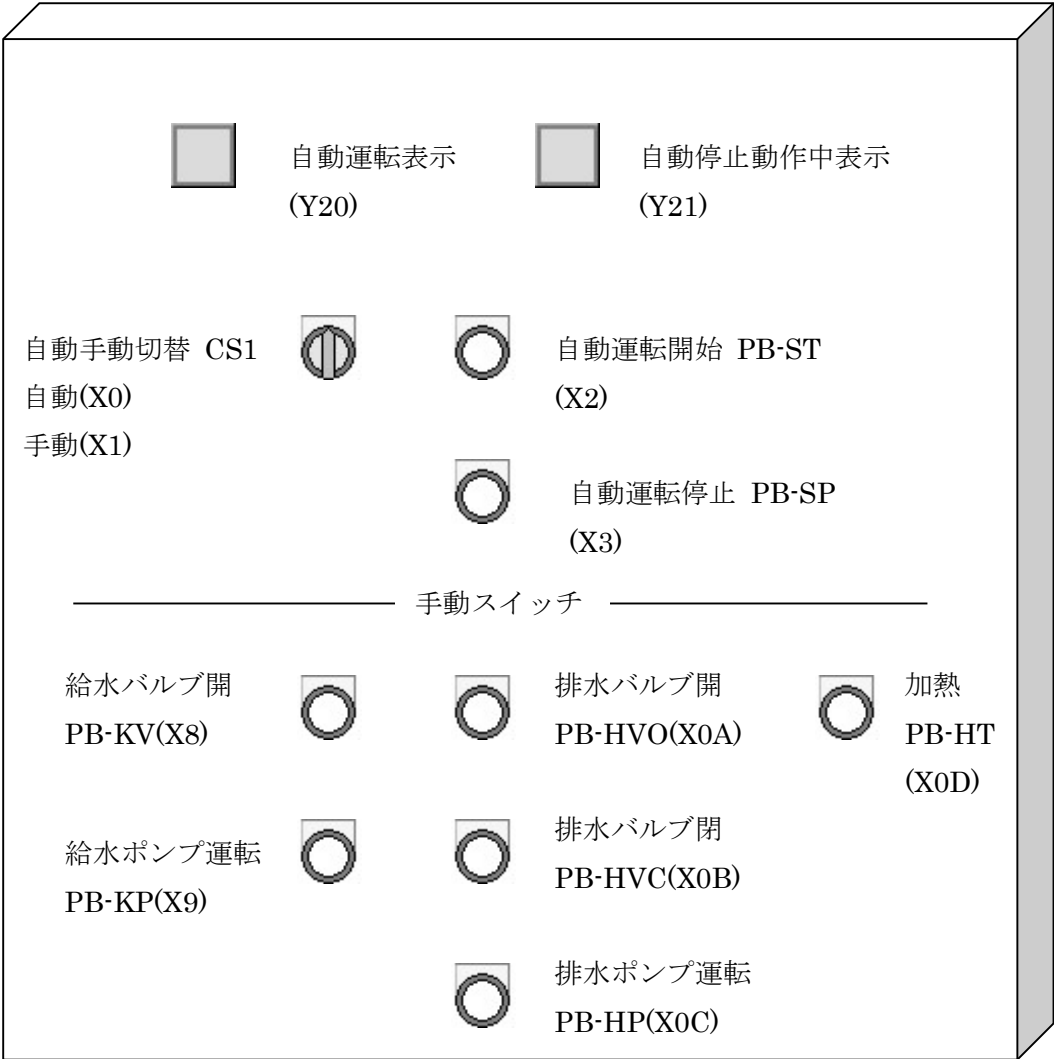 自動運転表示
(Y20)
自動停止動作中表示
(Y21)
自動手動切替 CS1
自動(X0)
手動(X1)
自動運転開始 PB-ST
(X2)
自動運転停止 PB-SP
(X3)
手動スイッチ
給水バルブ開
PB-KV(X8)
排水バルブ開
PB-HVO(X0A)
加熱
PB-HT
(X0D)
給水ポンプ運転
PB-KP(X9)
排水バルブ閉
PB-HVC(X0B)
排水ポンプ運転
PB-HP(X0C)